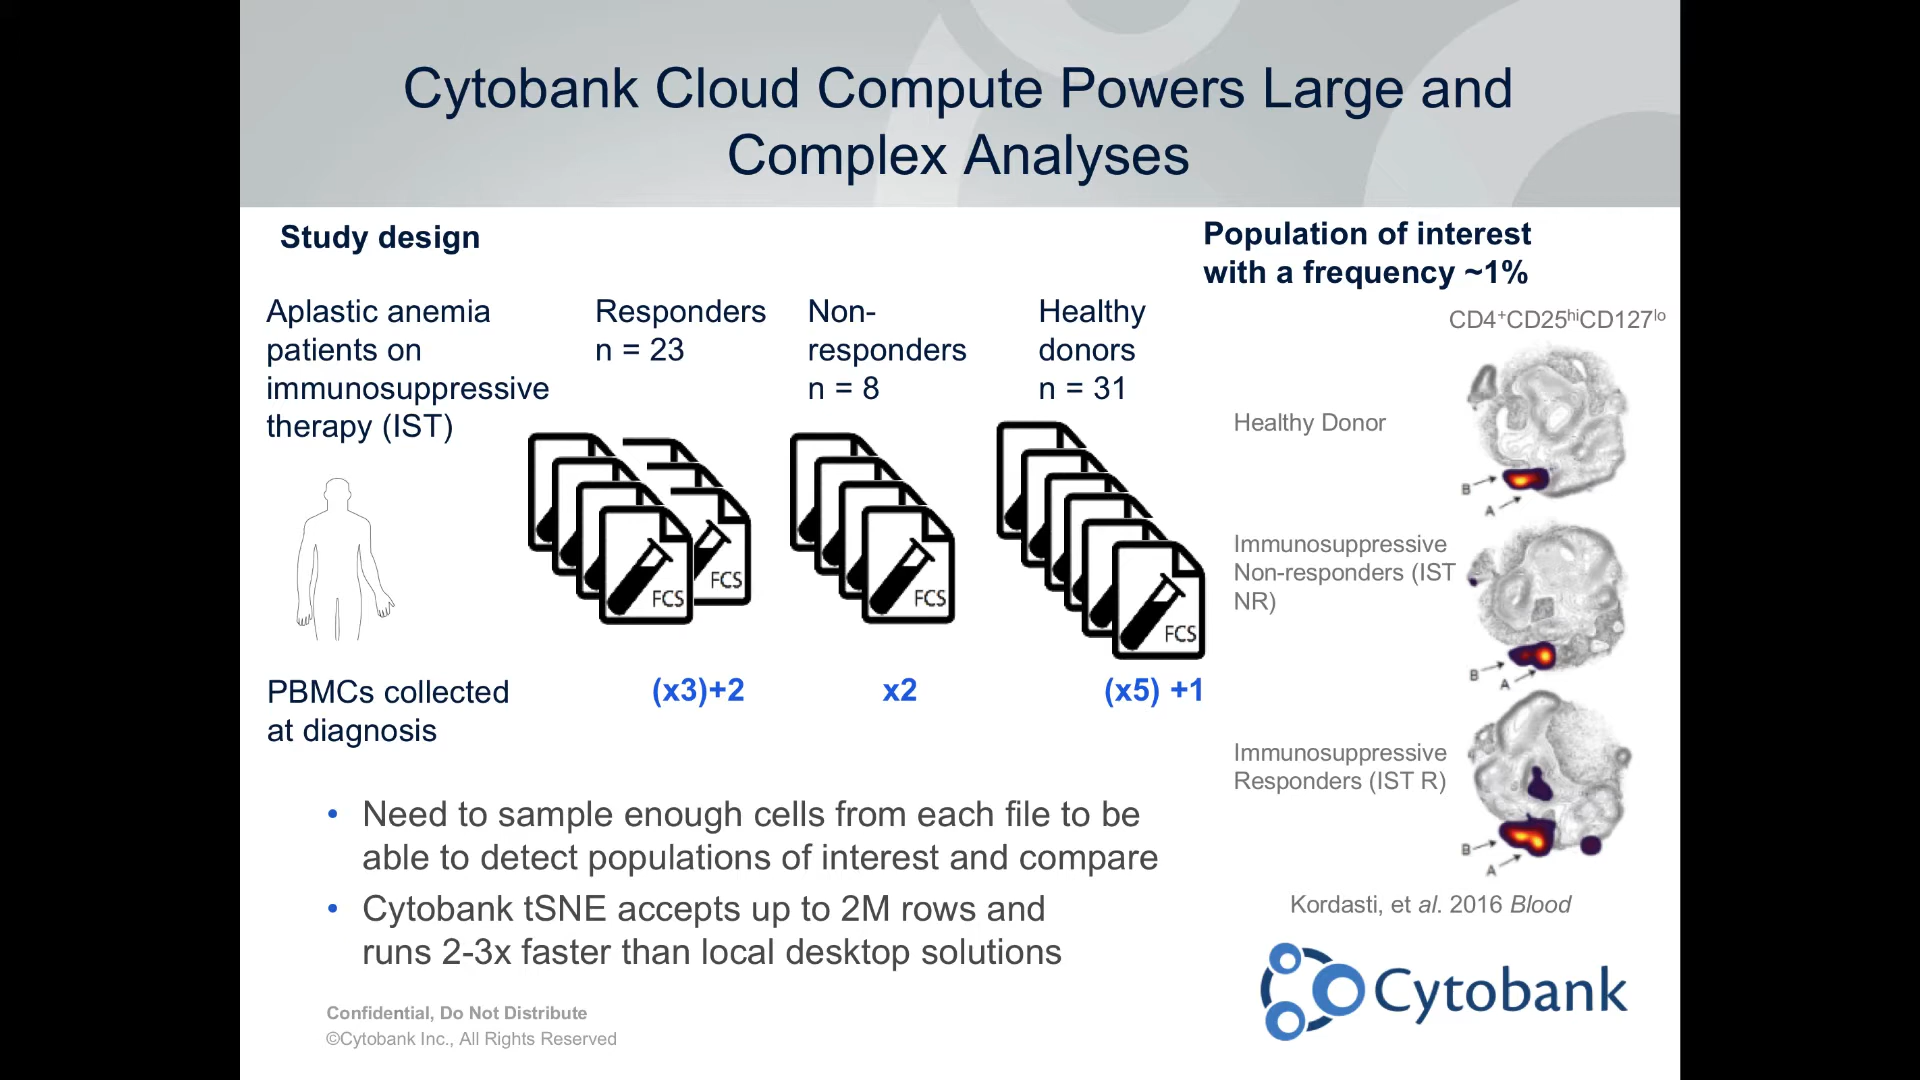 Cytobank Cloud Compute Powers Large and
Complex Analyses
Study design
Aplastic anemia
patients on
immunosuppressive
therapy (IST)
Responders
n = 23
Non-
responders
n = 8
Healthy
donors
n = 31
FCS
FCS
FCS
FCS
PBMCs collected
at diagnosis
(x3)+2
x2
(x5) +1
Population of interest
with a frequency ~1%
CD4⁺CD25ʰⁱCD127ˡᵒ
Healthy Donor
B
A
Immunosuppressive
Non-responders (IST
NR)
B
A
Immunosuppressive
Responders (IST R)
B
A
Kordasti, et al. 2016 Blood
• Need to sample enough cells from each file to be
able to detect populations of interest and compare
• Cytobank tSNE accepts up to 2M rows and
runs 2-3x faster than local desktop solutions
Confidential, Do Not Distribute
©Cytobank Inc., All Rights Reserved
Cytobank